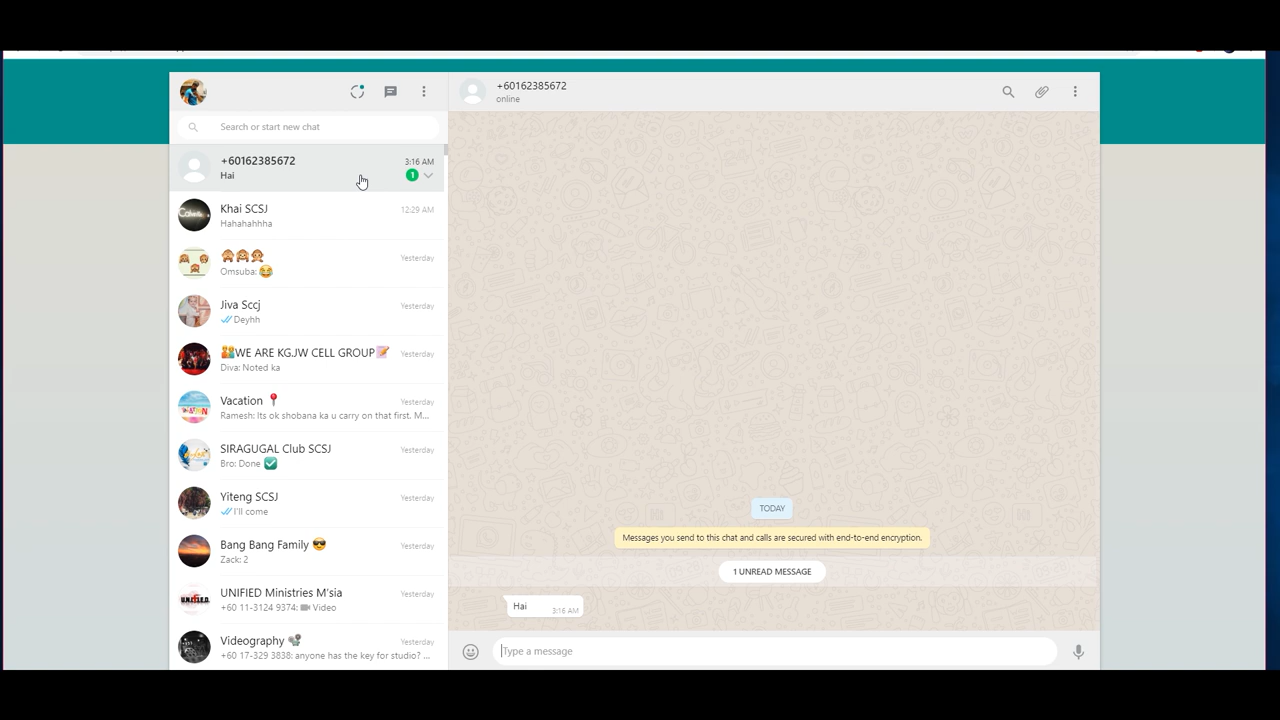 Search or start new chat
+60162385672
3:16 AM
Hai
1
Khai SCSJ
12:29 AM
Hahahahhha
🙈🙈🙊
Yesterday
Omsuba: 😂
Jiva Sccj
Yesterday
Deyhh
👫WE ARE KG.JW CELL GROUP📝
Yesterday
Diva: Noted ka
Vacation 📍
Yesterday
Ramesh: Its ok shobana ka u carry on that first. M...
SIRAGUGAL Club SCSJ
Yesterday
Bro: Done ✅
Yiteng SCSJ
Yesterday
I'll come
Bang Bang Family 😎
Yesterday
Zack: 2
UNIFIED Ministries M'sia
Yesterday
+60 11-3124 9374: Video
Videography 📽
Yesterday
+60 17-329 3838: anyone has the key for studio? ...
+60162385672
online
TODAY
Messages you send to this chat and calls are secured with end-to-end encryption.
1 UNREAD MESSAGE
Hai
3:16 AM
Type a message